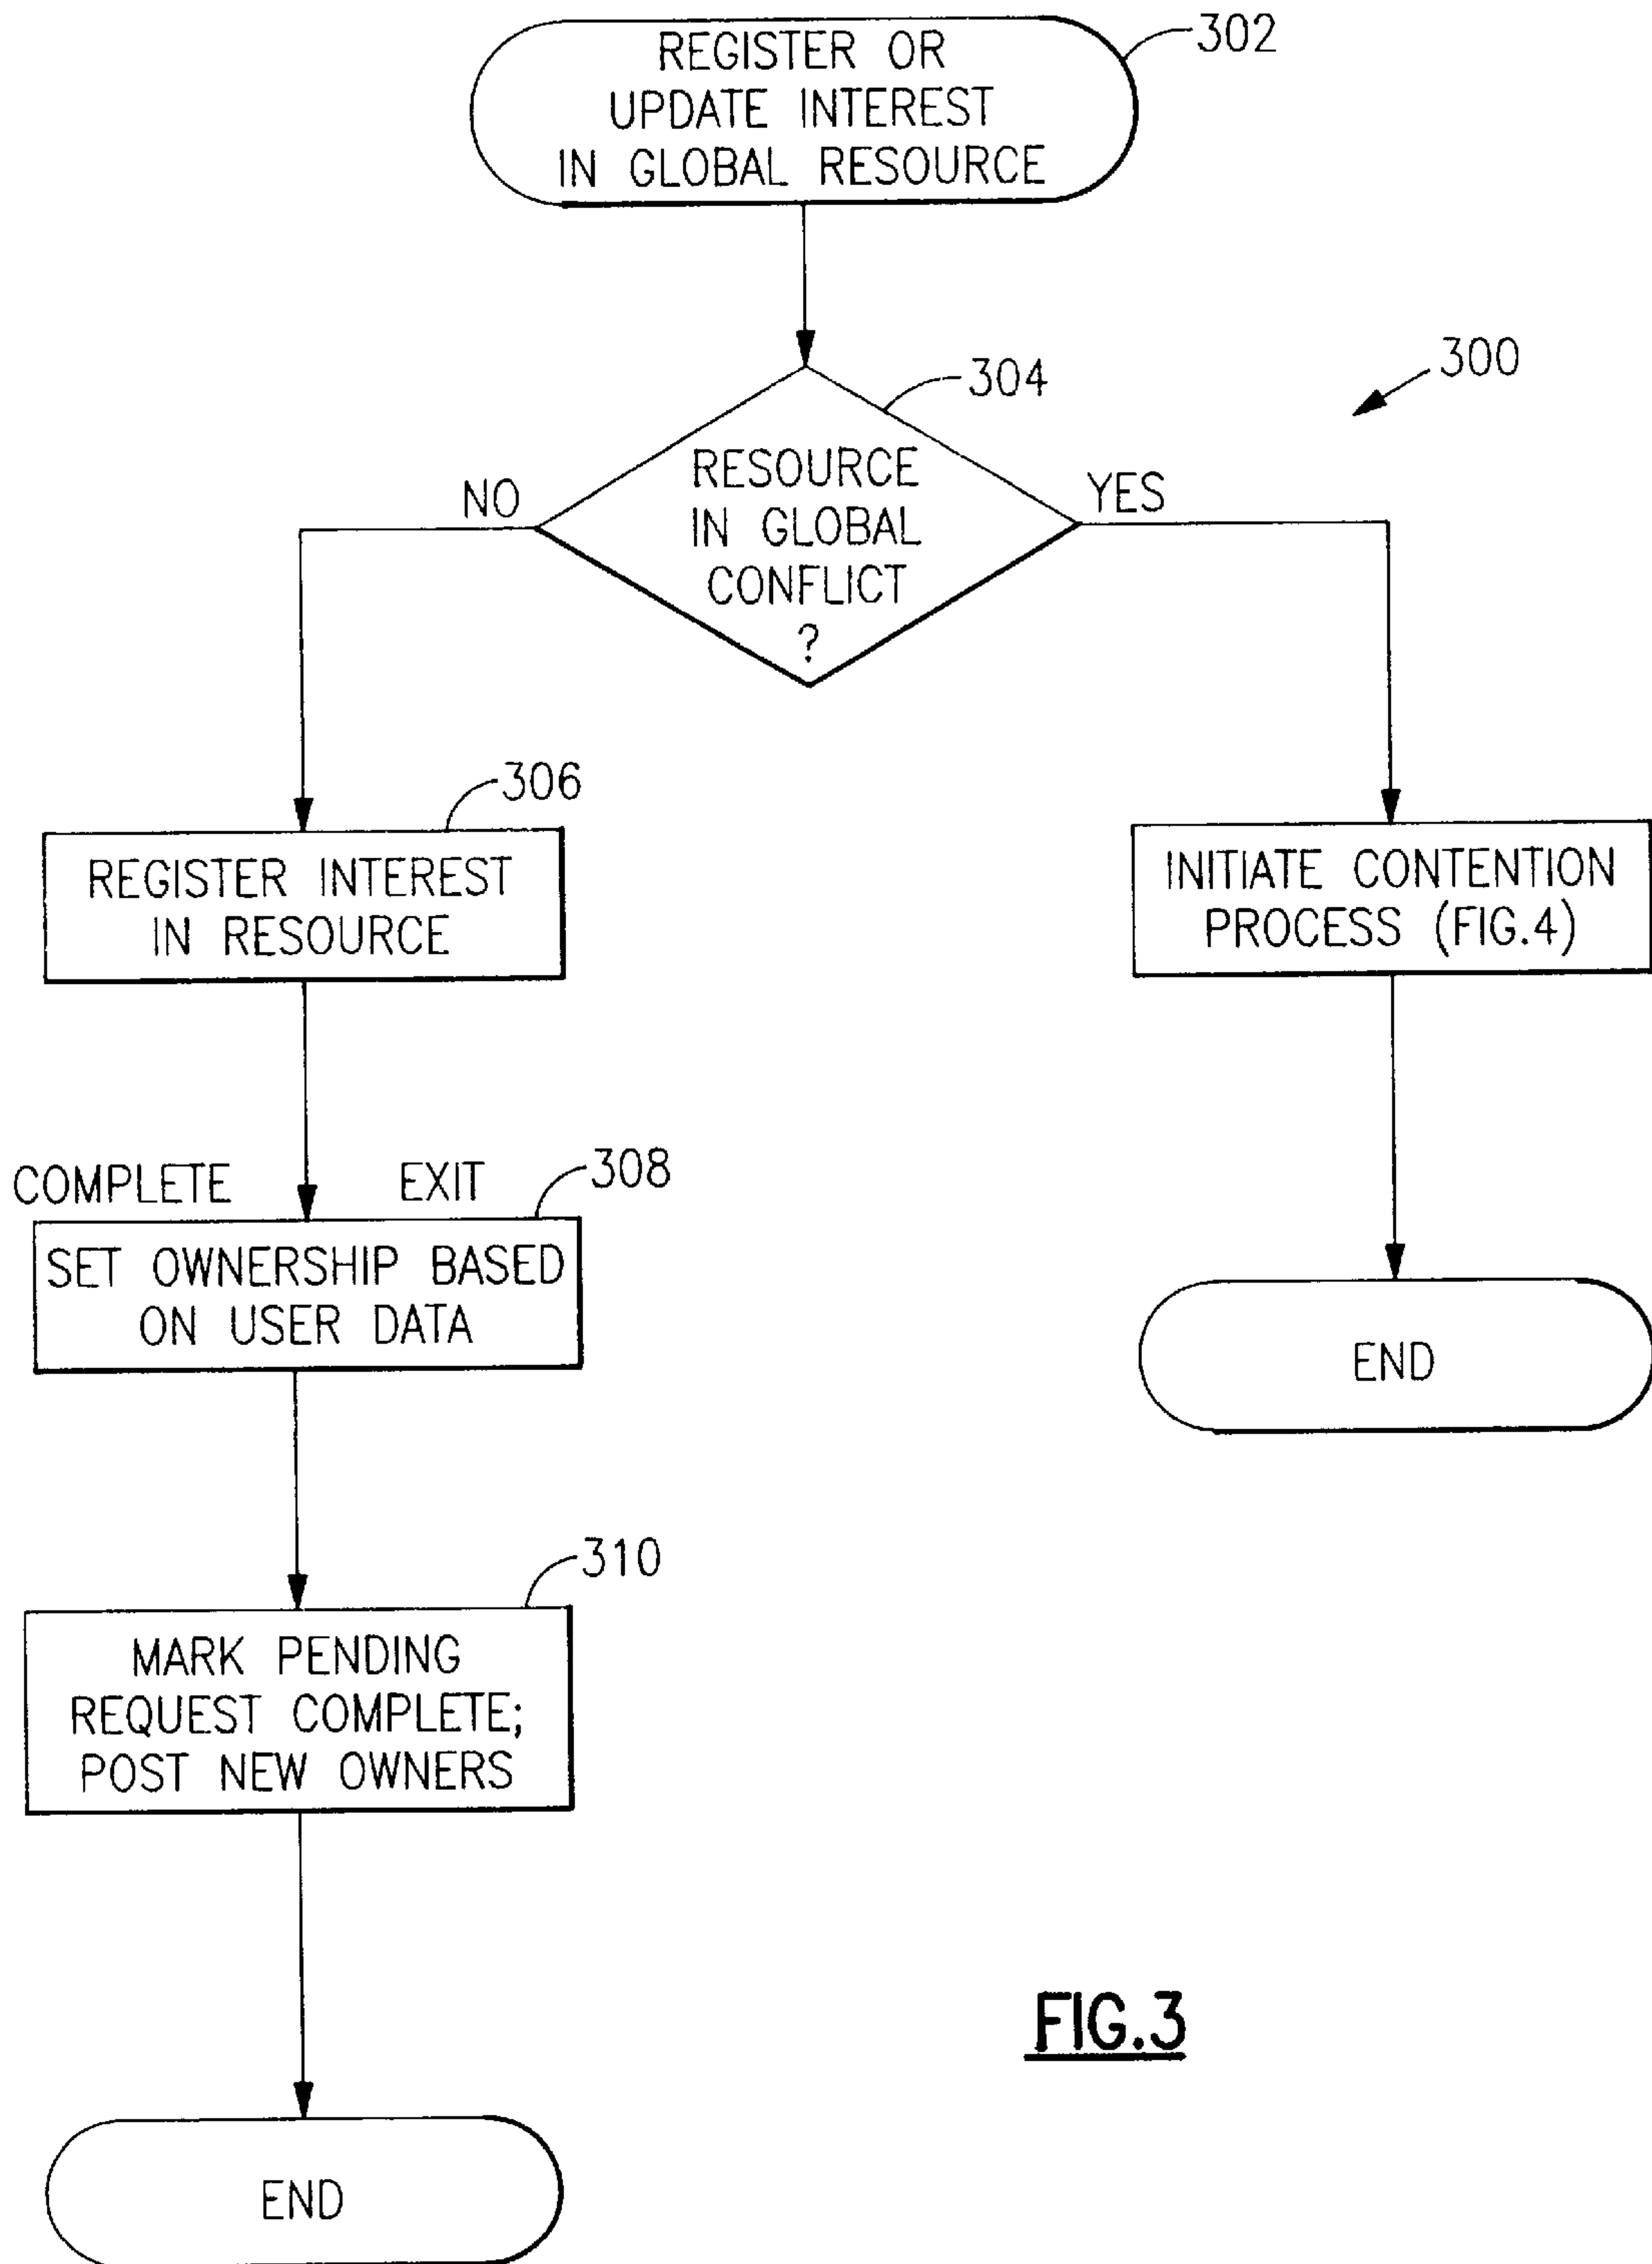 302
REGISTER OR
UPDATE INTEREST
IN GLOBAL RESOURCE
300
304
RESOURCE
IN GLOBAL
CONFLICT
?
NO
YES
306
REGISTER INTEREST
IN RESOURCE
INITIATE CONTENTION
PROCESS (FIG.4)
COMPLETE EXIT
308
SET OWNERSHIP BASED
ON USER DATA
END
310
MARK PENDING
REQUEST COMPLETE;
POST NEW OWNERS
END
FIG.3